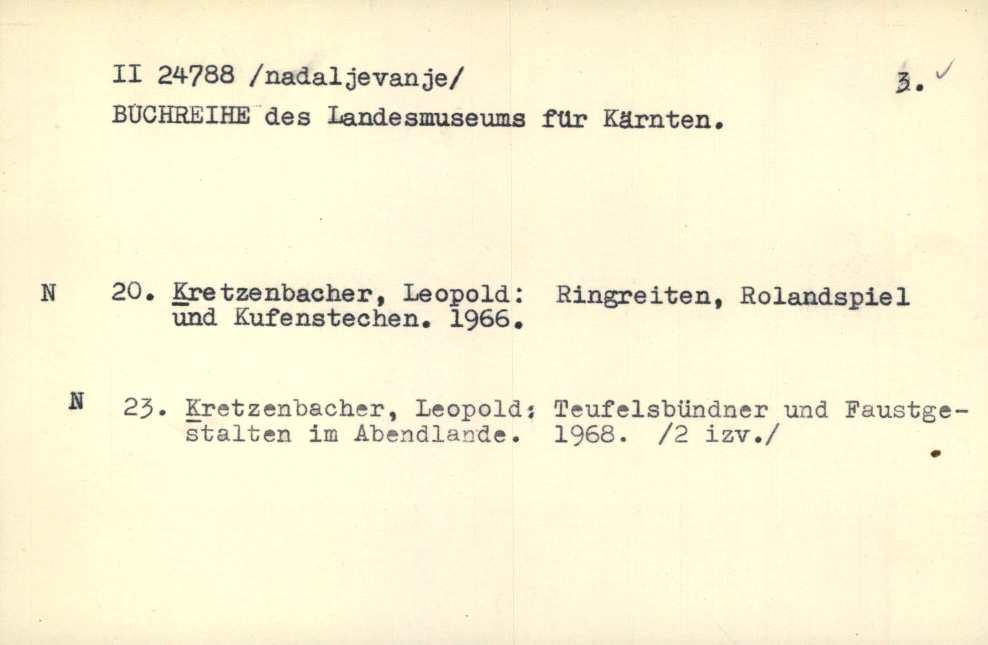 II 24788 /nadaljevanje/ 3. ✓
BUCHREIHE des Landesmuseums für Kärnten.
N 20. Kretzenbacher, Leopold: Ringreiten, Rolandspiel
und Kufenstechen. 1966.
N 23. Kretzenbacher, Leopold: Teufelsbündner und Faustge-
stalten im Abendlande. 1968. /2 izv./